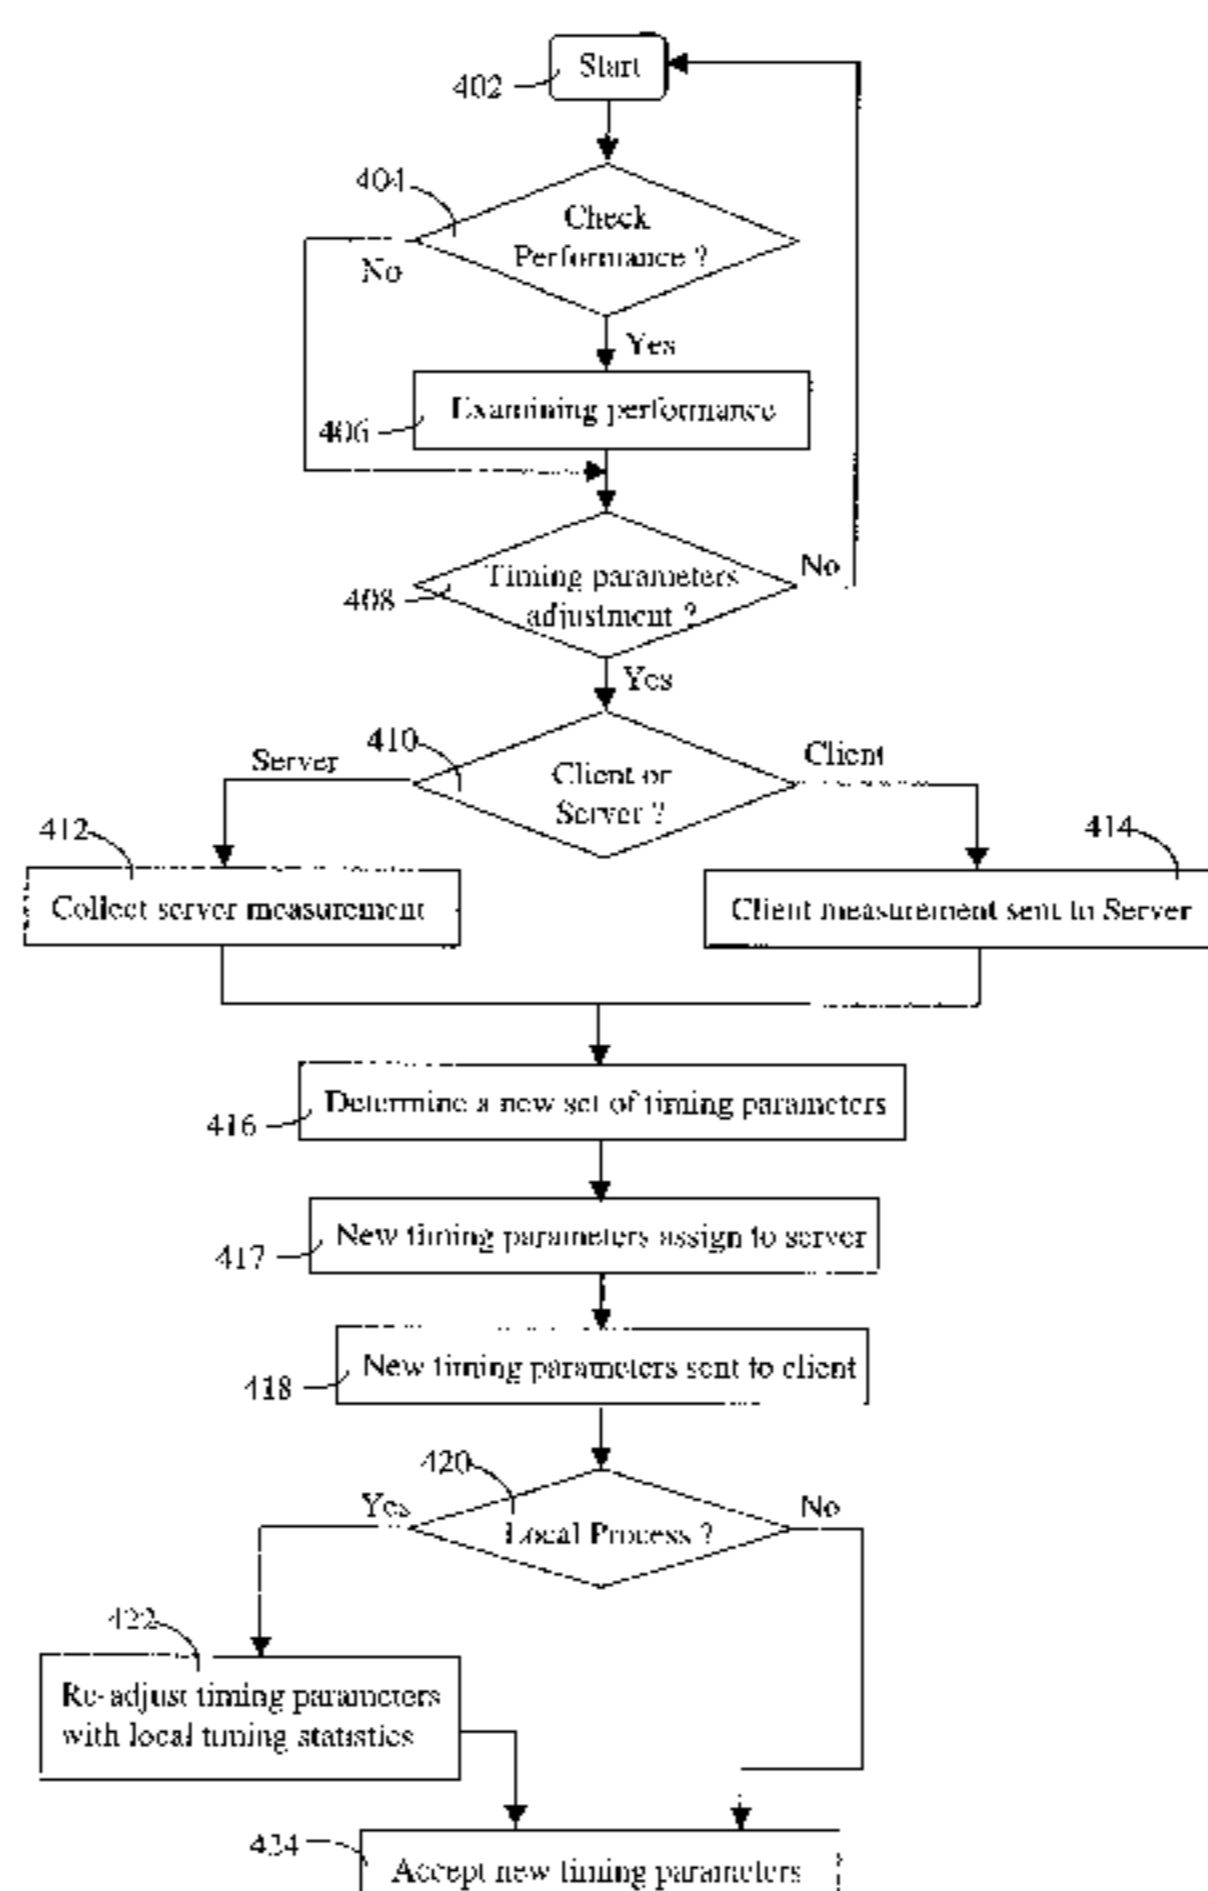 Start
402
404
Check
Performance ?
No
Yes
Examining performance
406
Timing parameters
adjustment ?
No
408
Yes
410
Server
Client
Client or
Server ?
412
414
Collect server measurement
Client measurement sent to Server
Determine a new set of timing parameters
416
New timing parameters assign to server
417
New timing parameters sent to client
418
420
Yes
No
Local Process ?
422
Re-adjust timing parameters
with local timing statistics
424
Accept new timing parameters